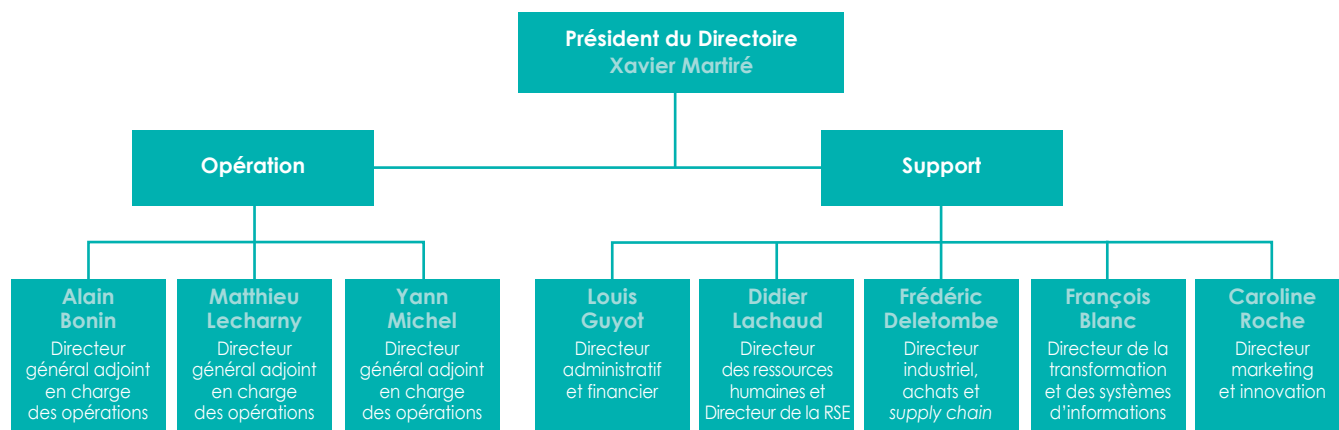 Président du Directoire
Xavier Martiré
Opération
Support
Alain
Bonin
Directeur
général adjoint
en charge
des opérations
Matthieu
Lecharny
Directeur
général adjoint
en charge
des opérations
Yann
Michel
Directeur
général adjoint
en charge
des opérations
Louis
Guyot
Directeur
administratif
et financier
Didier
Lachaud
Directeur
des ressources
humaines et
Directeur de la RSE
Frédéric
Deletombe
Directeur
industriel,
achats et
supply chain
François
Blanc
Directeur de la
transformation
et des systèmes
d’informations
Caroline
Roche
Directeur
marketing
et innovation